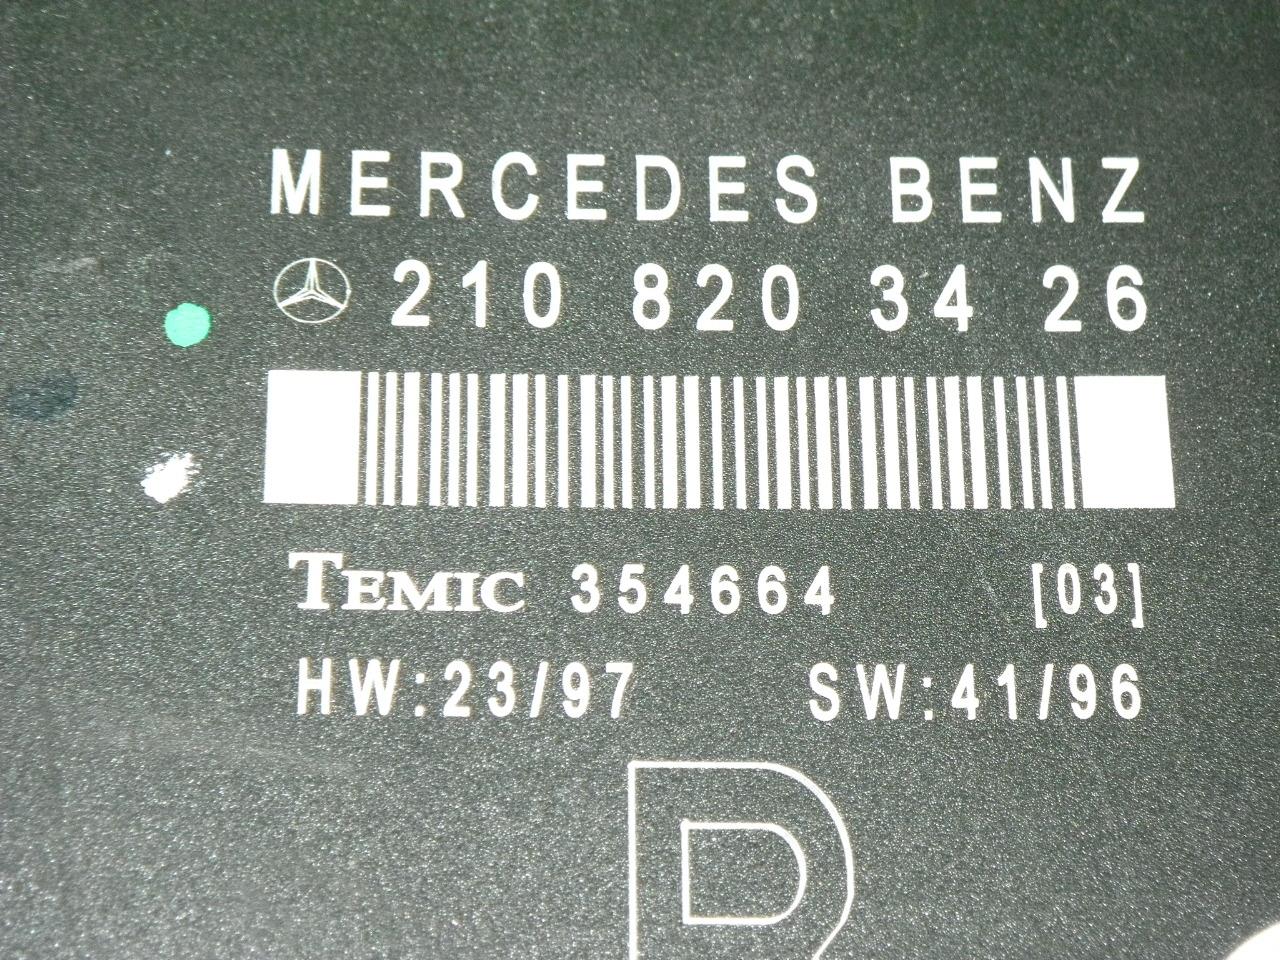 MERCEDES BENZ
210 820 34 26
TEMIC 354664 [03]
HW:23/97 SW:41/96